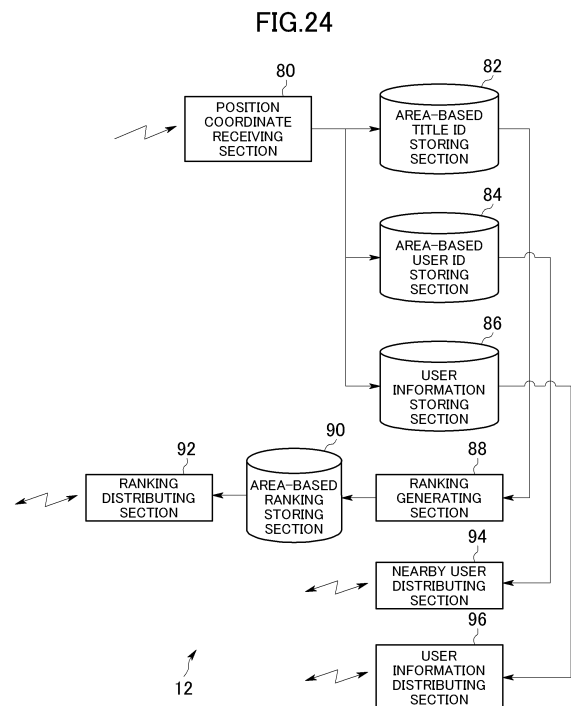 FIG.24
80
POSITION
COORDINATE
RECEIVING
SECTION
82
AREA-BASED
TITLE ID
STORING
SECTION
84
AREA-BASED
USER ID
STORING
SECTION
86
USER
INFORMATION
STORING
SECTION
92
RANKING
DISTRIBUTING
SECTION
90
AREA-BASED
RANKING
STORING
SECTION
88
RANKING
GENERATING
SECTION
94
NEARBY USER
DISTRIBUTING
SECTION
96
USER
INFORMATION
DISTRIBUTING
SECTION
12